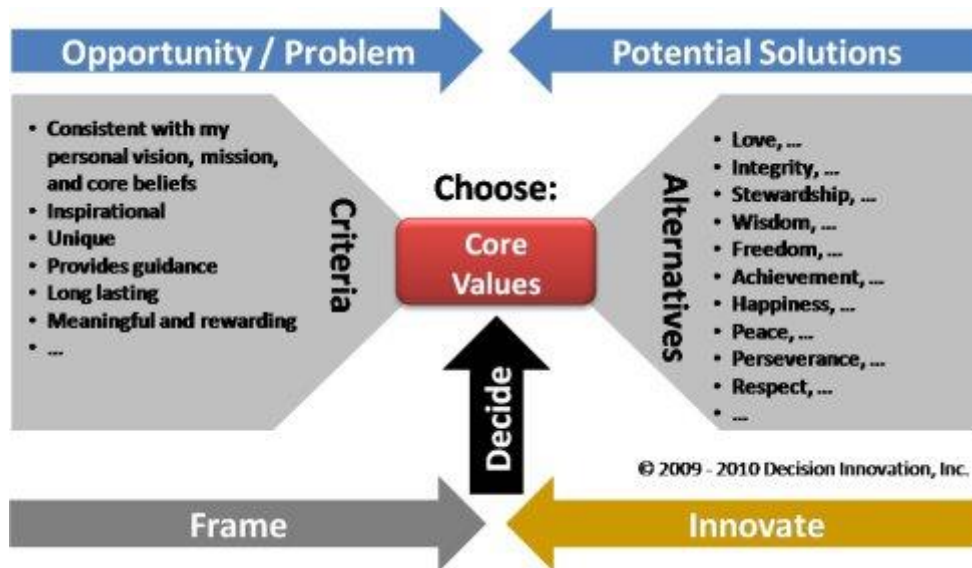 Opportunity / Problem
Potential Solutions
• Consistent with my
personal vision, mission,
and core beliefs
• Inspirational
• Unique
• Provides guidance
• Long lasting
• Meaningful and rewarding
• ...
Criteria
Choose:
Core
Values
Decide
Alternatives
• Love, ...
• Integrity, ...
• Stewardship, ...
• Wisdom, ...
• Freedom, ...
• Achievement, ...
• Happiness, ...
• Peace, ...
• Perseverance, ...
• Respect, ...
• ...
© 2009 - 2010 Decision Innovation, Inc.
Frame
Innovate